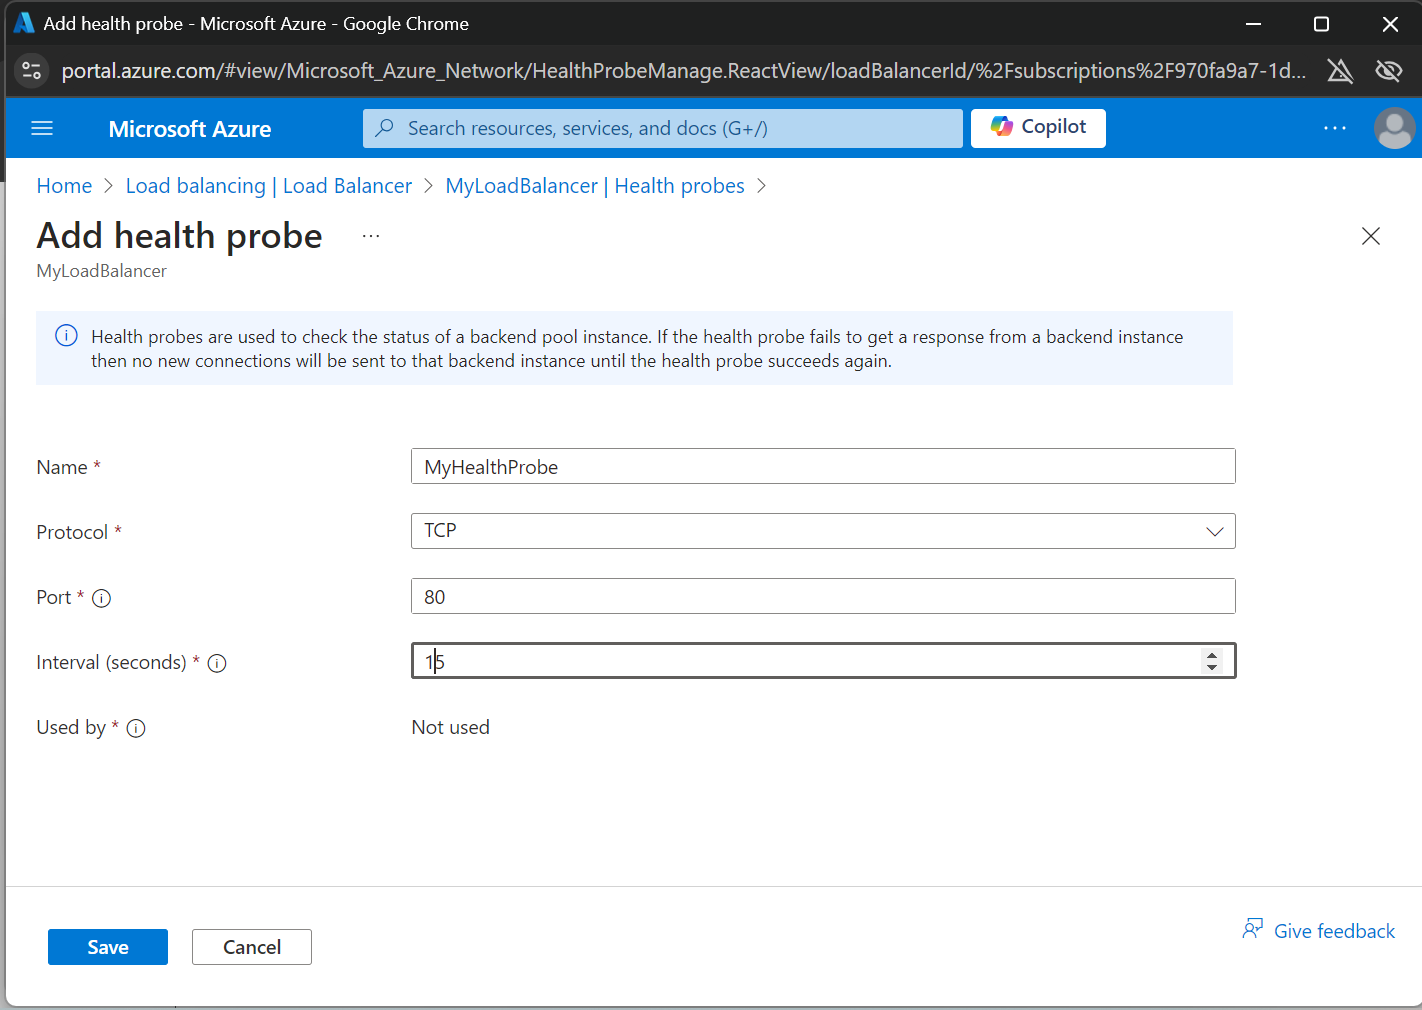 Add health probe - Microsoft Azure - Google Chrome
portal.azure.com/#view/Microsoft_Azure_Network/HealthProbeManage.ReactView/loadBalancerId/%2Fsubscriptions%2F970fa9a7-1d...
Microsoft Azure
Search resources, services, and docs (G+/)
Copilot
Home > Load balancing | Load Balancer > MyLoadBalancer | Health probes >
Add health probe ...
MyLoadBalancer
Health probes are used to check the status of a backend pool instance. If the health probe fails to get a response from a backend instance
then no new connections will be sent to that backend instance until the health probe succeeds again.
Name *
MyHealthProbe
Protocol *
TCP
Port *
80
Interval (seconds) *
15
Used by *
Not used
Save
Cancel
Give feedback